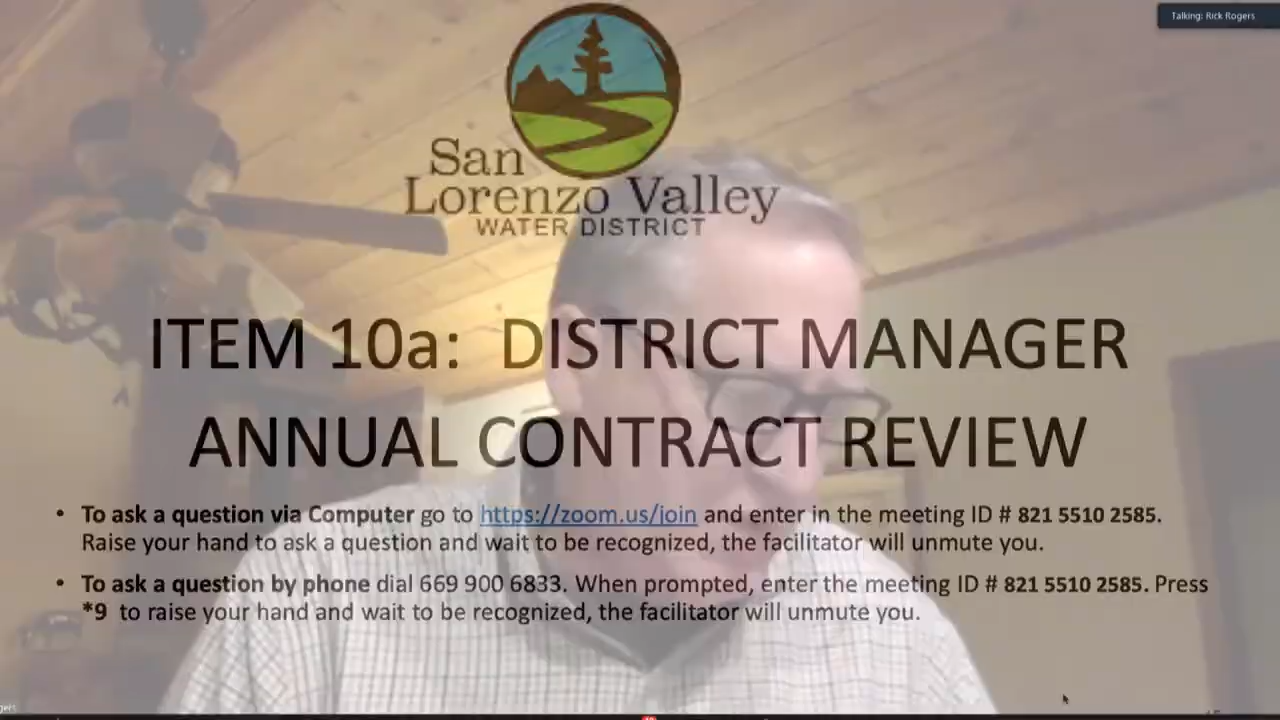 Talking: Rick Rogers
San
Lorenzo Valley
WATER DISTRICT
ITEM 10a: DISTRICT MANAGER
ANNUAL CONTRACT REVIEW
• To ask a question via Computer go to https://zoom.us/join and enter in the meeting ID # 821 5510 2585.
Raise your hand to ask a question and wait to be recognized, the facilitator will unmute you.
• To ask a question by phone dial 669 900 6833. When prompted, enter the meeting ID # 821 5510 2585. Press
*9 to raise your hand and wait to be recognized, the facilitator will unmute you.